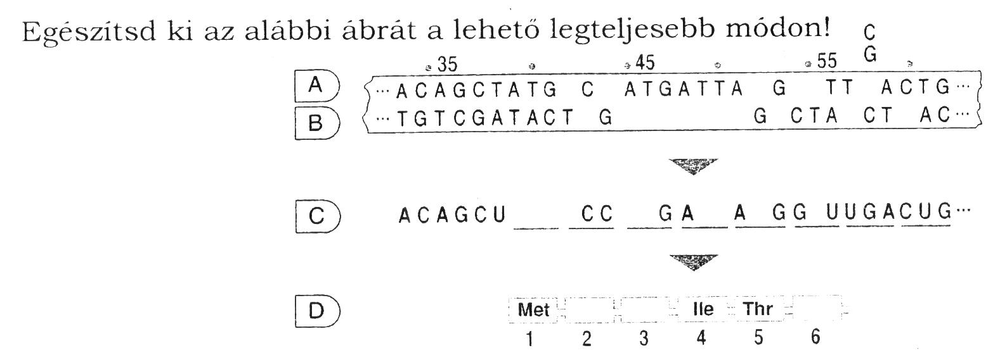 Egészítsd ki az alábbi ábrát a lehető legteljesebb módon!
C
G
35 45 55
A ···ACAGCTATG C ATGATTA G TT ACTG···
B ···TGTCGATACT G G CTA CT AC···
C ACAGCU__ CC GA A GG UUGACUG···
D Met Ile Thr
1 2 3 4 5 6